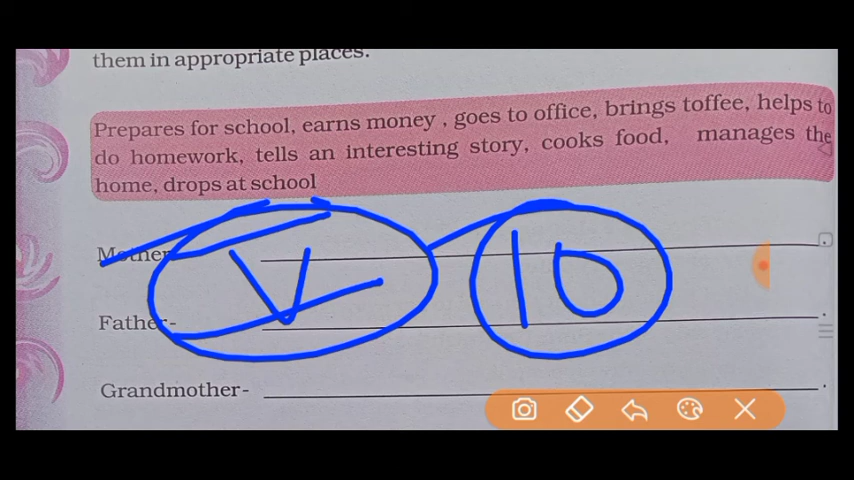 them in appropriate places.
Prepares for school, earns money , goes to office, brings toffee, helps to
do homework, tells an interesting story, cooks food, manages the
home, drops at school
Mother
V 10
Father-
Grandmother-